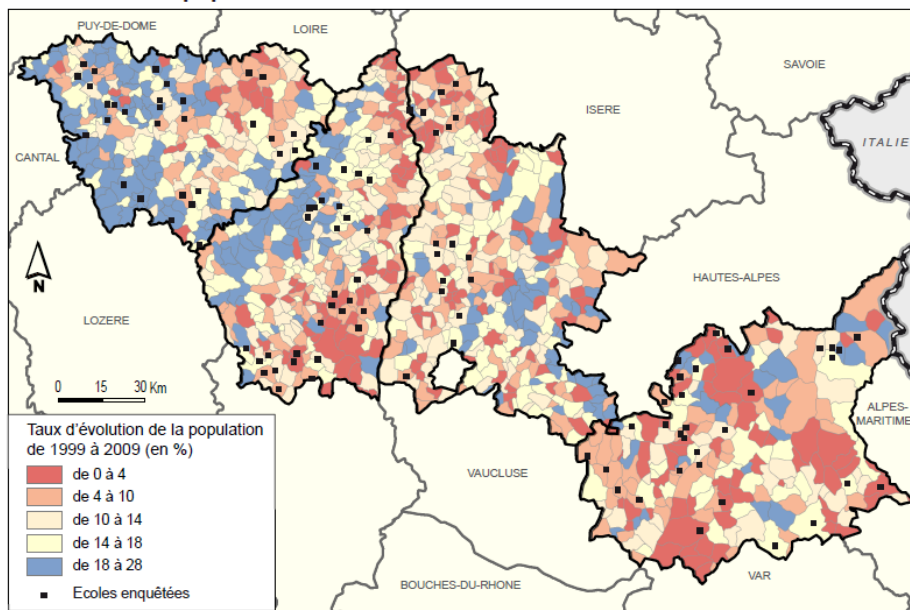 PUY-DE-DOME
LOIRE
SAVOIE
ISERE
ITALIE
CANTAL
HAUTES-ALPES
N
LOZERE
0 15 30 Km
ALPES-
MARITIME
Taux d'évolution de la population
de 1999 à 2009 (en %)
de 0 à 4
de 4 à 10
de 10 à 14
de 14 à 18
de 18 à 28
Ecoles enquêtées
VAUCLUSE
BOUCHES-DU-RHONE
VAR